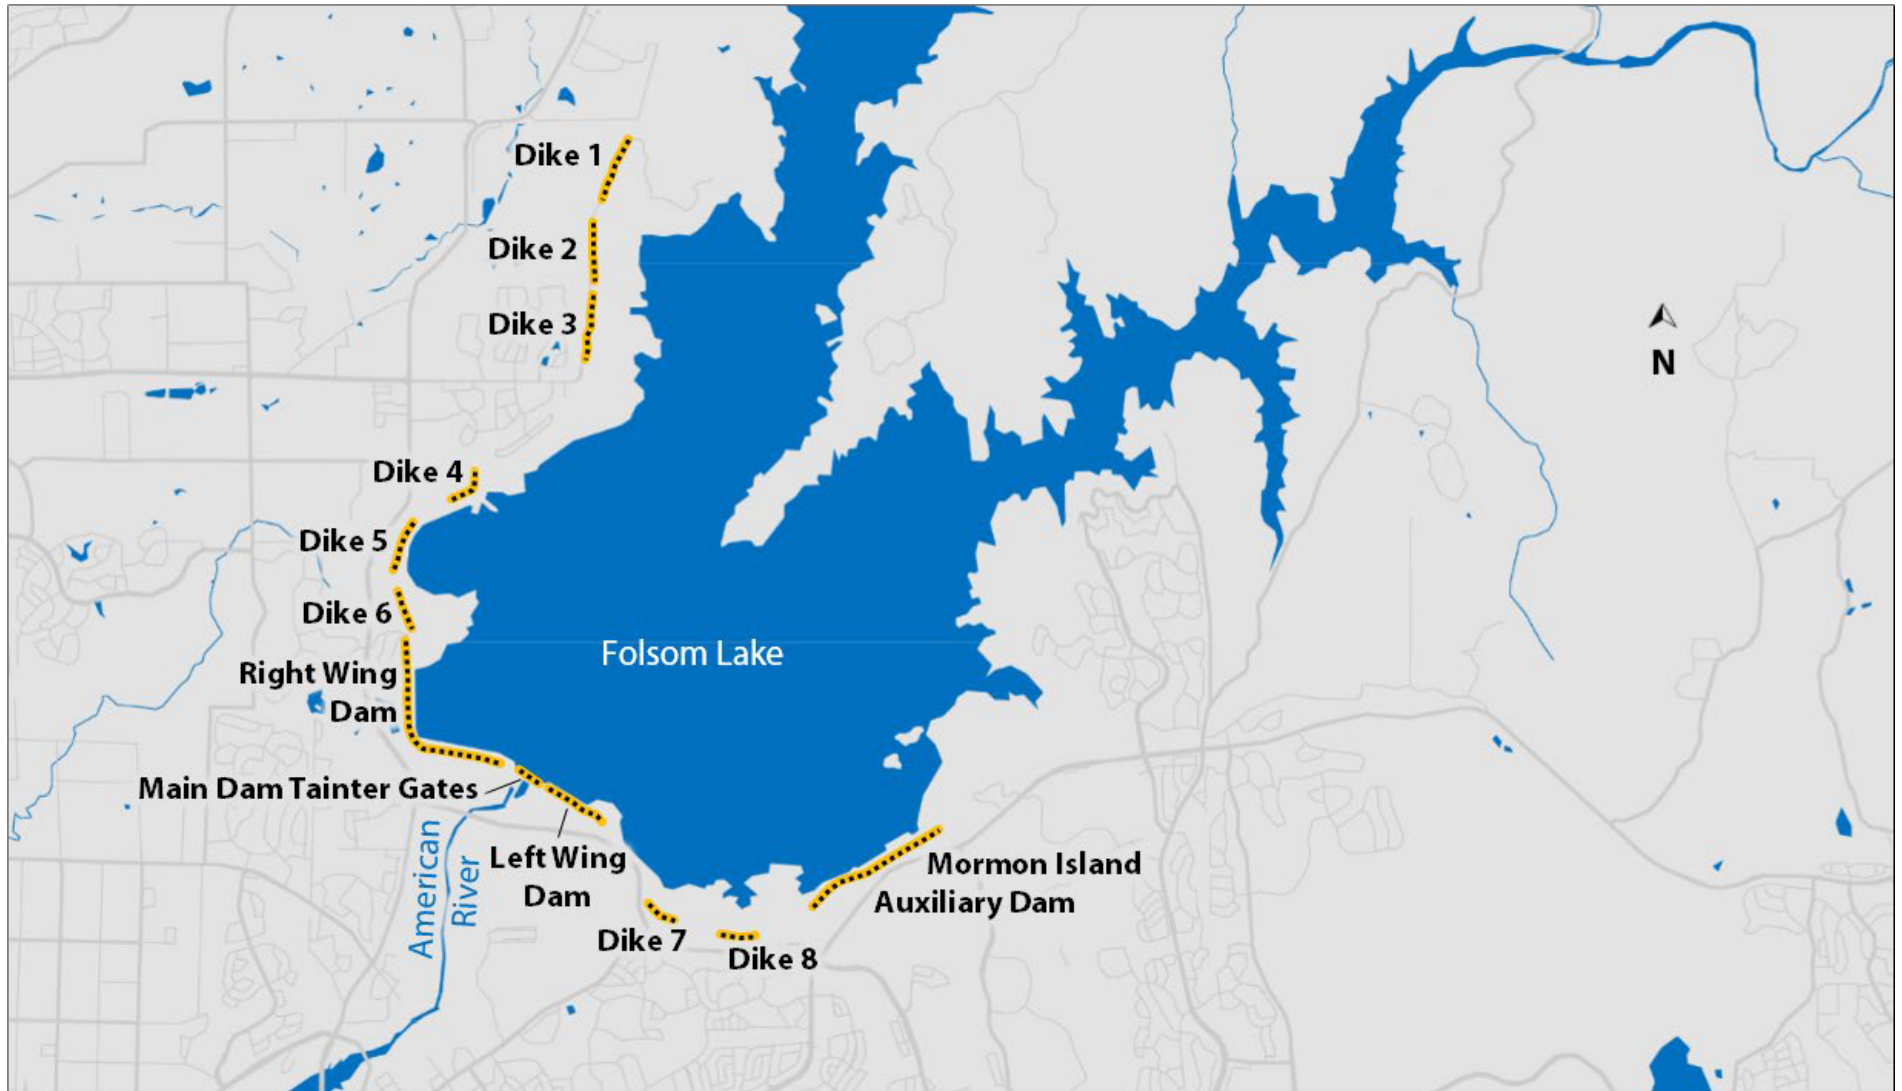 Dike 1
Dike 2
Dike 3
N
Dike 4
Dike 5
Dike 6
Folsom Lake
Right Wing
Dam
Main Dam Tainter Gates
American
River
Left Wing
Dam
Mormon Island
Auxiliary Dam
Dike 7
Dike 8